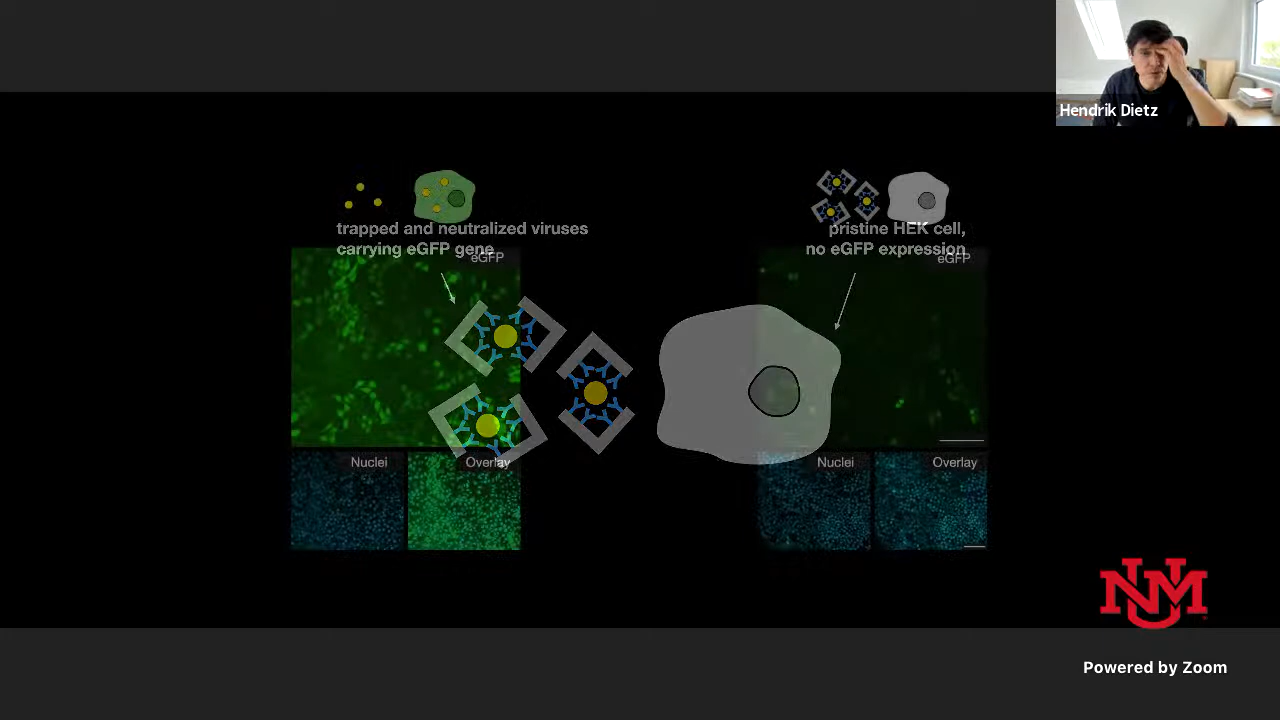 Hendrik Dietz
trapped and neutralized viruses
carrying eGFP gene
eGFP
pristine HEK cell,
no eGFP expression
eGFP
Nuclei
Overlay
Nuclei
Overlay
UNM
Powered by Zoom